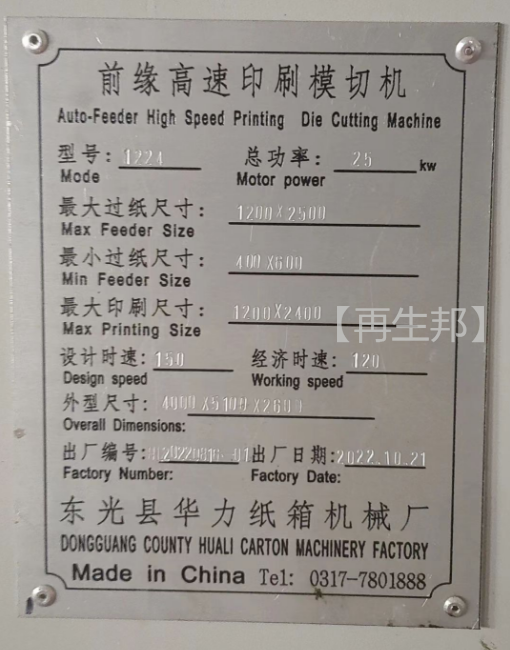 前缘高速印刷模切机
Auto-Feeder High Speed Printing Die Cutting Machine
型号: 1224 总功率: 25 kw
Mode Motor power
最大过纸尺寸: 1200X2500
Max Feeder Size
最小过纸尺寸: 400X600
Min Feeder Size
最大印刷尺寸: 1200X2400
Max Printing Size
【再生邦】
设计时速: 150 经济时速: 120
Design speed Working speed
外型尺寸: 4000X5100X2600
Overall Dimensions:
出厂编号: 20220816-01 出厂日期: 2022.10.21
Factory Number: Factory Date:
东光县华力纸箱机械厂
DONGGUANG COUNTY HUALI CARTON MACHINERY FACTORY
Made in China Tel: 0317-7801888